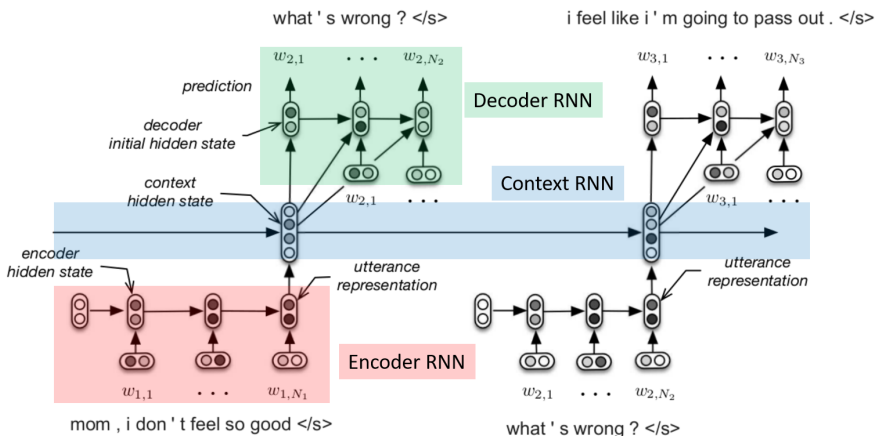 what ' s wrong ? </s>
i feel like i ' m going to pass out . </s>
w2,1 · · · w2,N2
w3,1 · · · w3,N3
prediction
Decoder RNN
decoder
initial hidden state
context
hidden state
Context RNN
w2,1 · · ·
w3,1 · · ·
encoder
hidden state
utterance
representation
utterance
representation
Encoder RNN
w1,1 · · · w1,N1
w2,1 · · · w2,N2
mom , i don ' t feel so good </s>
what ' s wrong ? </s>